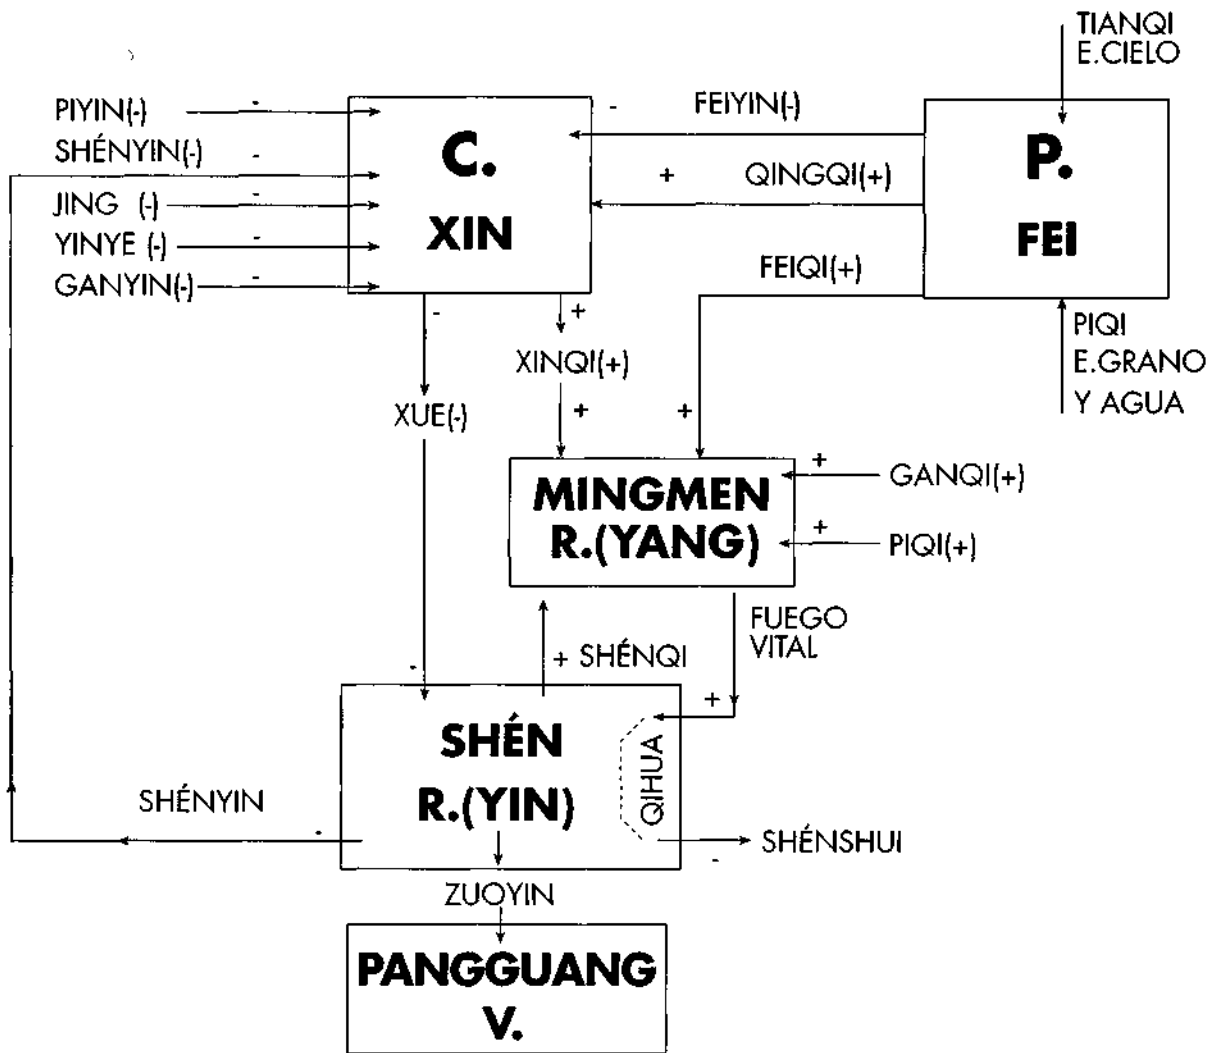 TIANQI
E.CIELO
PIYIN(-)
-
SHÉNYIN(-)
-
JING (-)
-
YINYE (-)
-
GANYIN(-)
-
C.
XIN
-
FEIYIN(-)
+
QINGQI(+)
FEIQI(+)
P.
FEI
PIQI
E.GRANO
Y AGUA
-
+
XINQI(+)
XUE(-)
+
+
MINGMEN
R.(YANG)
+
GANQI(+)
+
PIQI(+)
FUEGO
VITAL
+ SHÉNQI
-
+
SHÉN
R.(YIN)
QIHUA
SHÉNYIN
-
SHÉNSHUI
-
ZUOYIN
PANGGUANG
V.